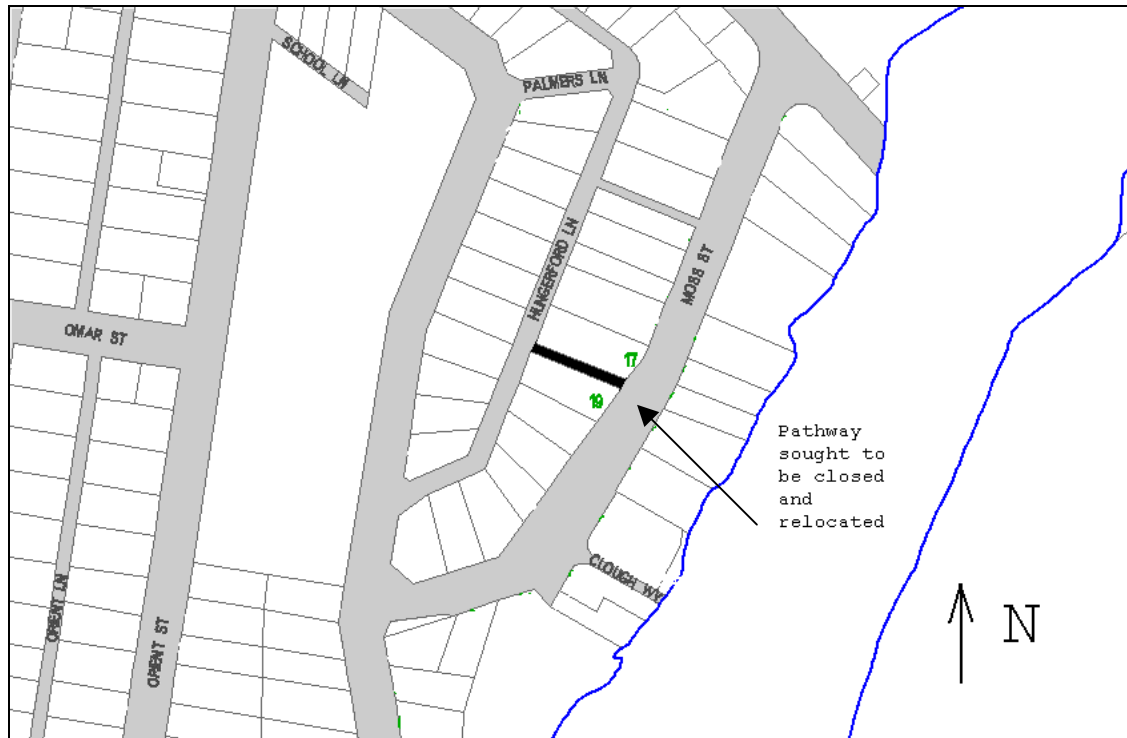 SCHOOL LN
PALMERS LN
HUNGERFORD LN
MOSS ST
OMAR ST
17
19
Pathway
sought to
be closed
and
relocated
CLOUGH WY
ORIENT LN
ORIENT ST
N